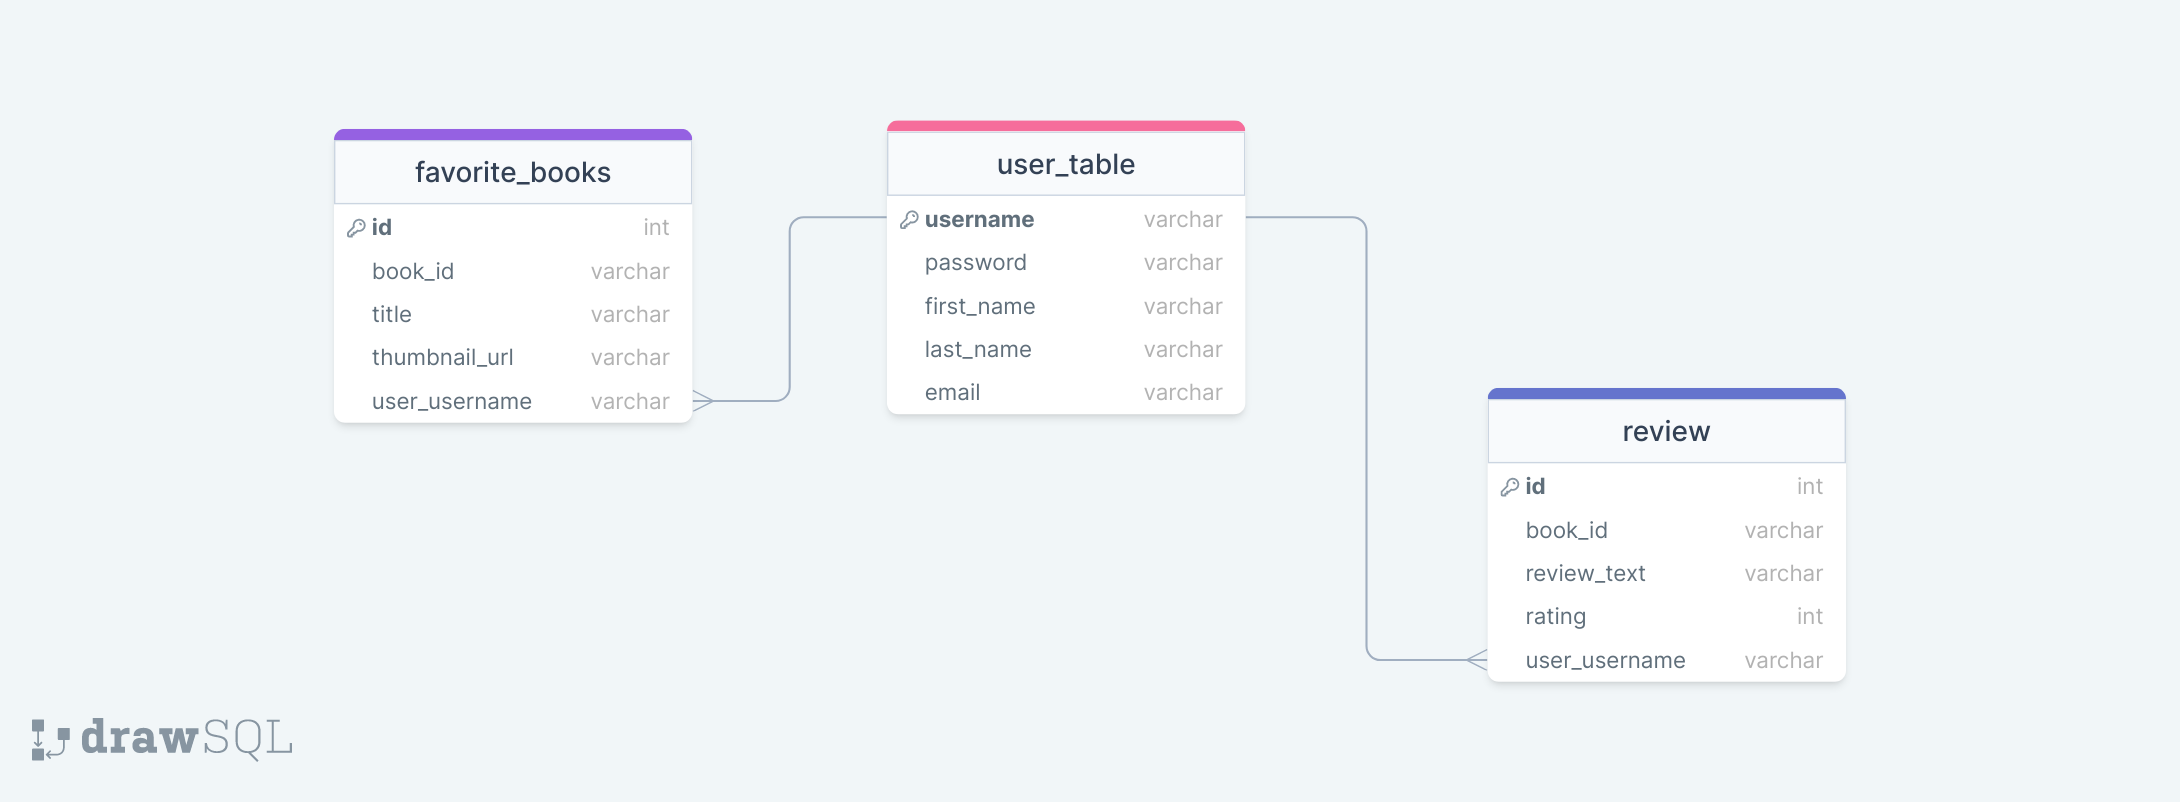 favorite_books
id int
book_id varchar
title varchar
thumbnail_url varchar
user_username varchar
user_table
username varchar
password varchar
first_name varchar
last_name varchar
email varchar
review
id int
book_id varchar
review_text varchar
rating int
user_username varchar
drawSQL